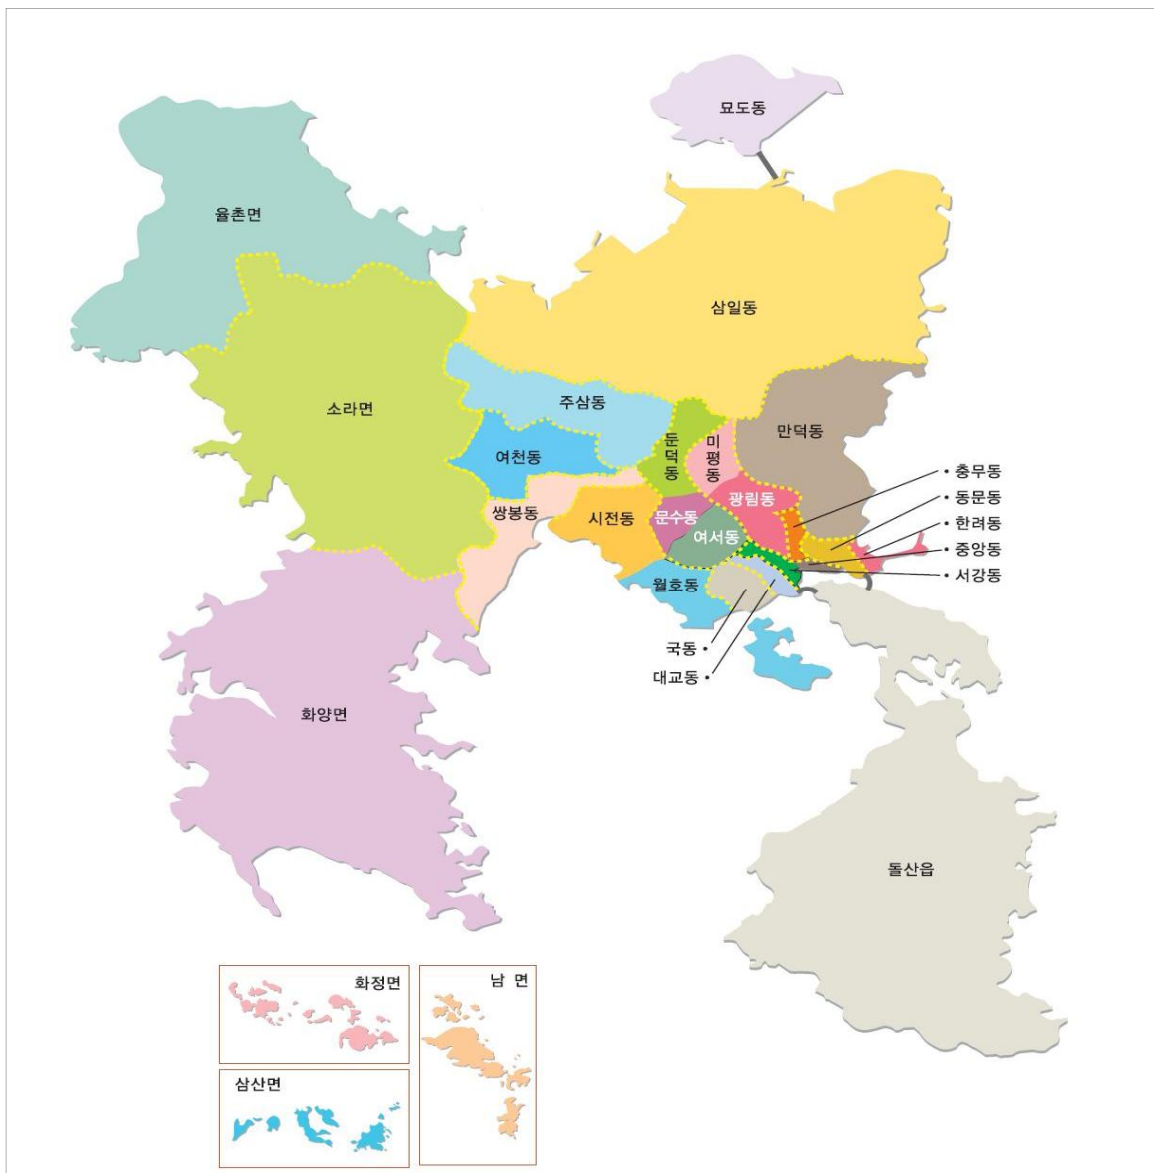 묘도동
율촌면
삼일동
주삼동
소라면
만덕동
둔덕동
미평동
여천동
• 충무동
광림동
• 동문동
쌍봉동
시전동
문수동
• 한려동
여서동
• 중앙동
• 서강동
월호동
국동 •
대교동 •
화양면
돌산읍
화정면
남 면
삼산면